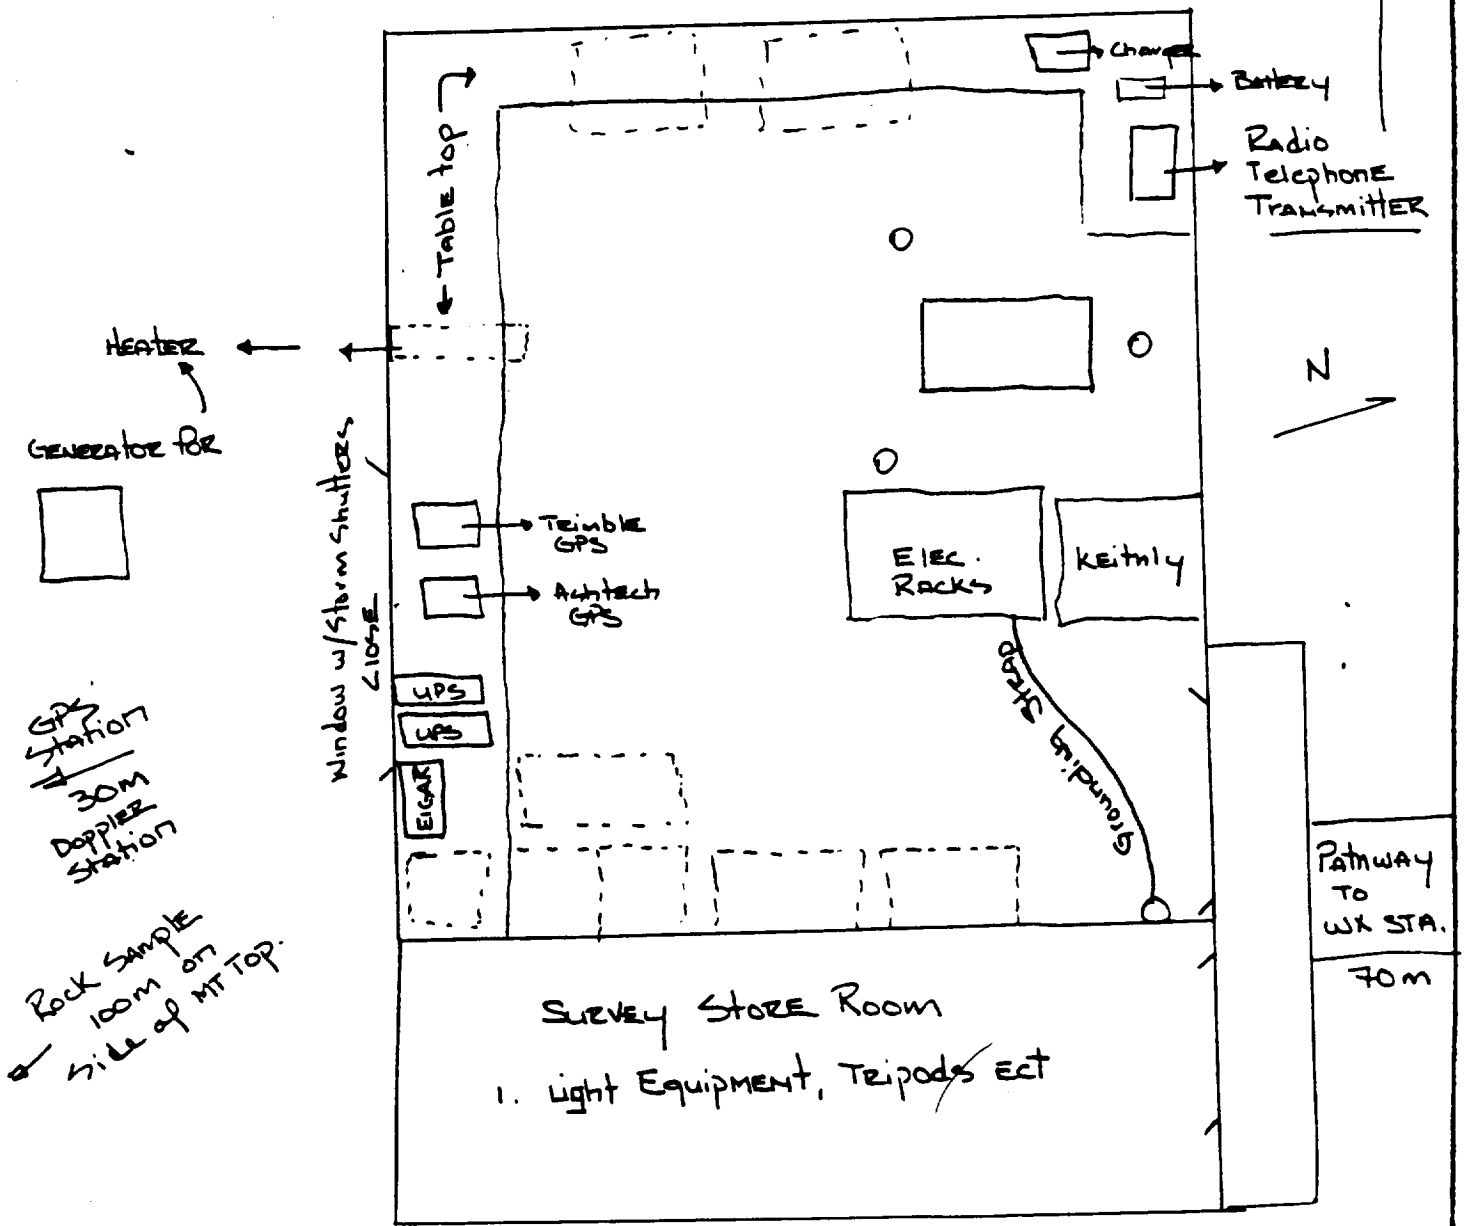 Charger
Battery
Radio
Telephone
Transmitter
Table top
Heater
Generator for
N
Window w/Storm Shutters
Close
Trimble
GPS
Ashtech
GPS
Elec.
Racks
Keithly
UPS
UPS
EIGAR
Grounding Strap
GPS
Station
30m
Doppler
Station
Rock Sample
100m on
side of MT TOP.
Pathway
To
WX STA.
70m
Survey Store Room
1. Light Equipment, Tripods Ect